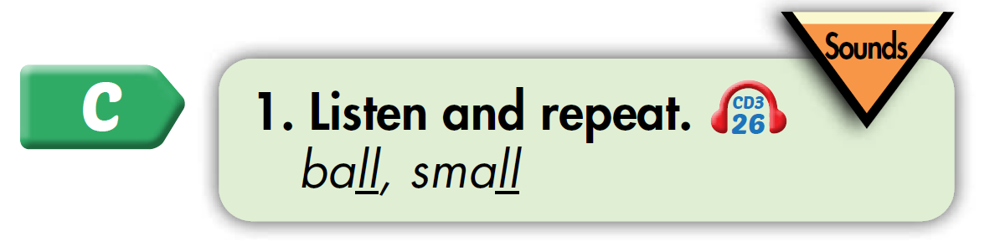 Sounds
C
1. Listen and repeat. CD3 26
ball, small